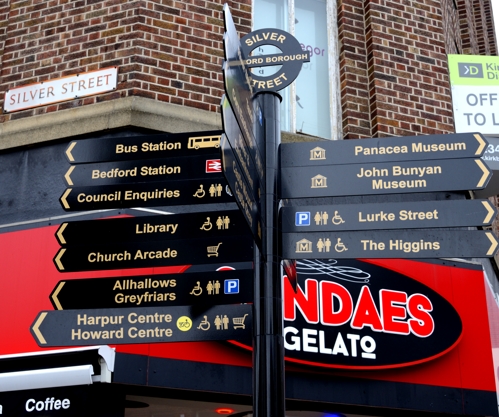 SILVER
FORD BOROUGH
STREET
SILVER STREET
Bus Station
Bedford Station
Council Enquiries
Library
Church Arcade
Allhallows
Greyfriars
P
Harpur Centre
Howard Centre
Panacea Museum
John Bunyan
Museum
P
Lurke Street
The Higgins
NDAES
GELATO
Coffee
OFF
TO L